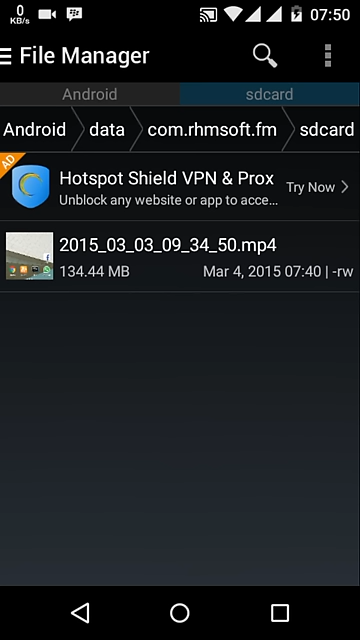 0
KB/s
07:50
File Manager
Android
sdcard
Android
data
com.rhmsoft.fm
sdcard
AD
Hotspot Shield VPN & Prox
Unblock any website or app to acce...
Try Now
2015_03_03_09_34_50.mp4
134.44 MB
Mar 4, 2015 07:40 | -rw